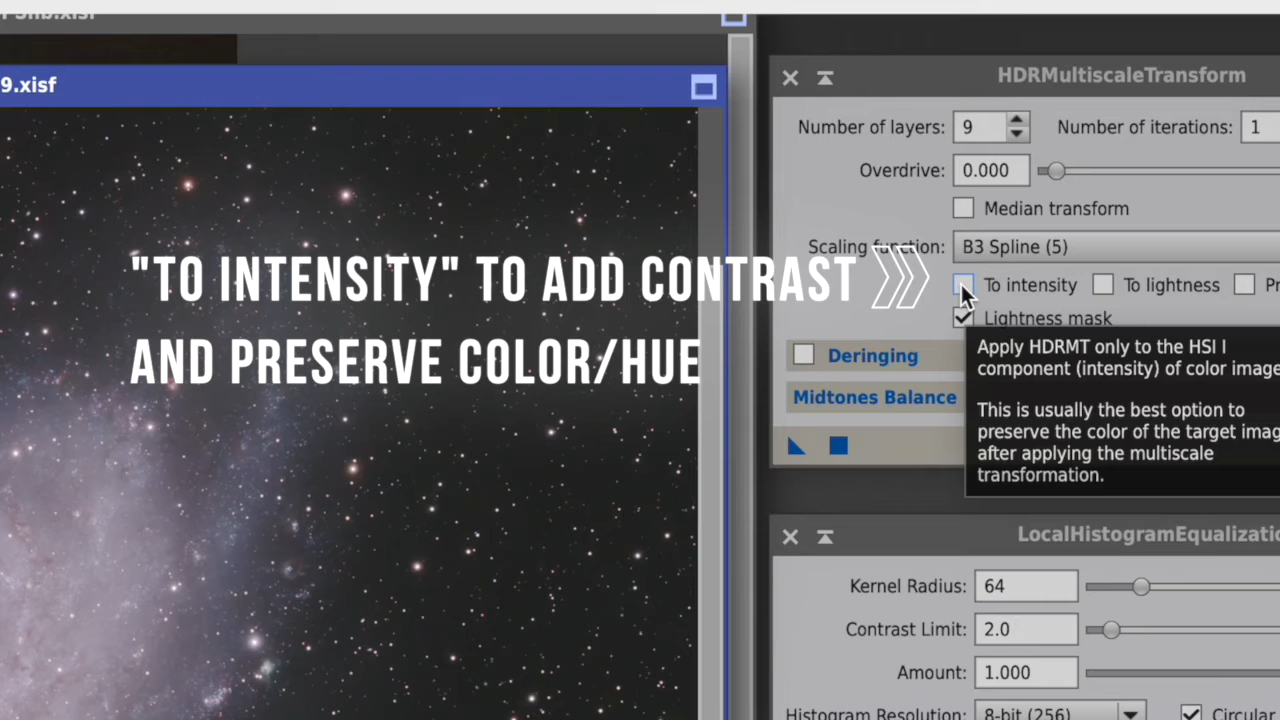 9.xisf
"TO INTENSITY" TO ADD CONTRAST
AND PRESERVE COLOR/HUE
HDRMultiscaleTransform
Number of layers: 9 Number of iterations: 1
Overdrive: 0.000
Median transform
Scaling function: B3 Spline (5)
To intensity To lightness Pr
Lightness mask
Deringing
Midtones Balance
Apply HDRMT only to the HSI I
component (intensity) of color image
This is usually the best option to
preserve the color of the target imag
after applying the multiscale
transformation.
LocalHistogramEqualizatio
Kernel Radius: 64
Contrast Limit: 2.0
Amount: 1.000
Histogram Resolution: 8-bit (256) Circular